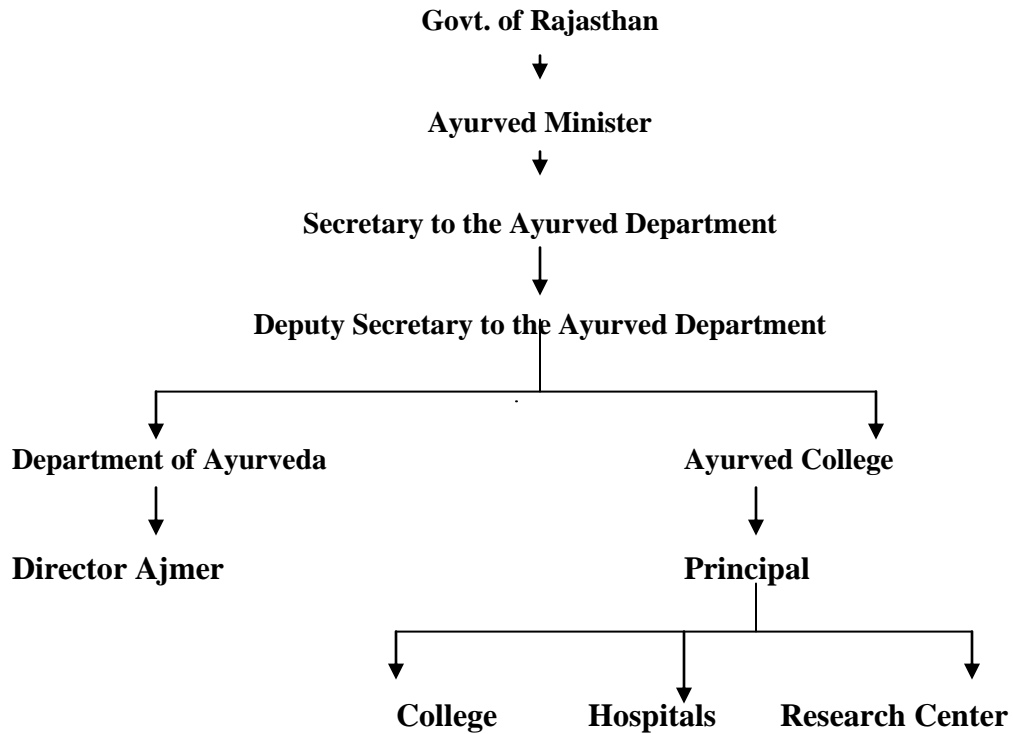 Govt. of Rajasthan
Ayurved Minister
Secretary to the Ayurved Department
Deputy Secretary to the Ayurved Department
Department of Ayurveda
Ayurved College
Director Ajmer
Principal
College
Hospitals
Research Center